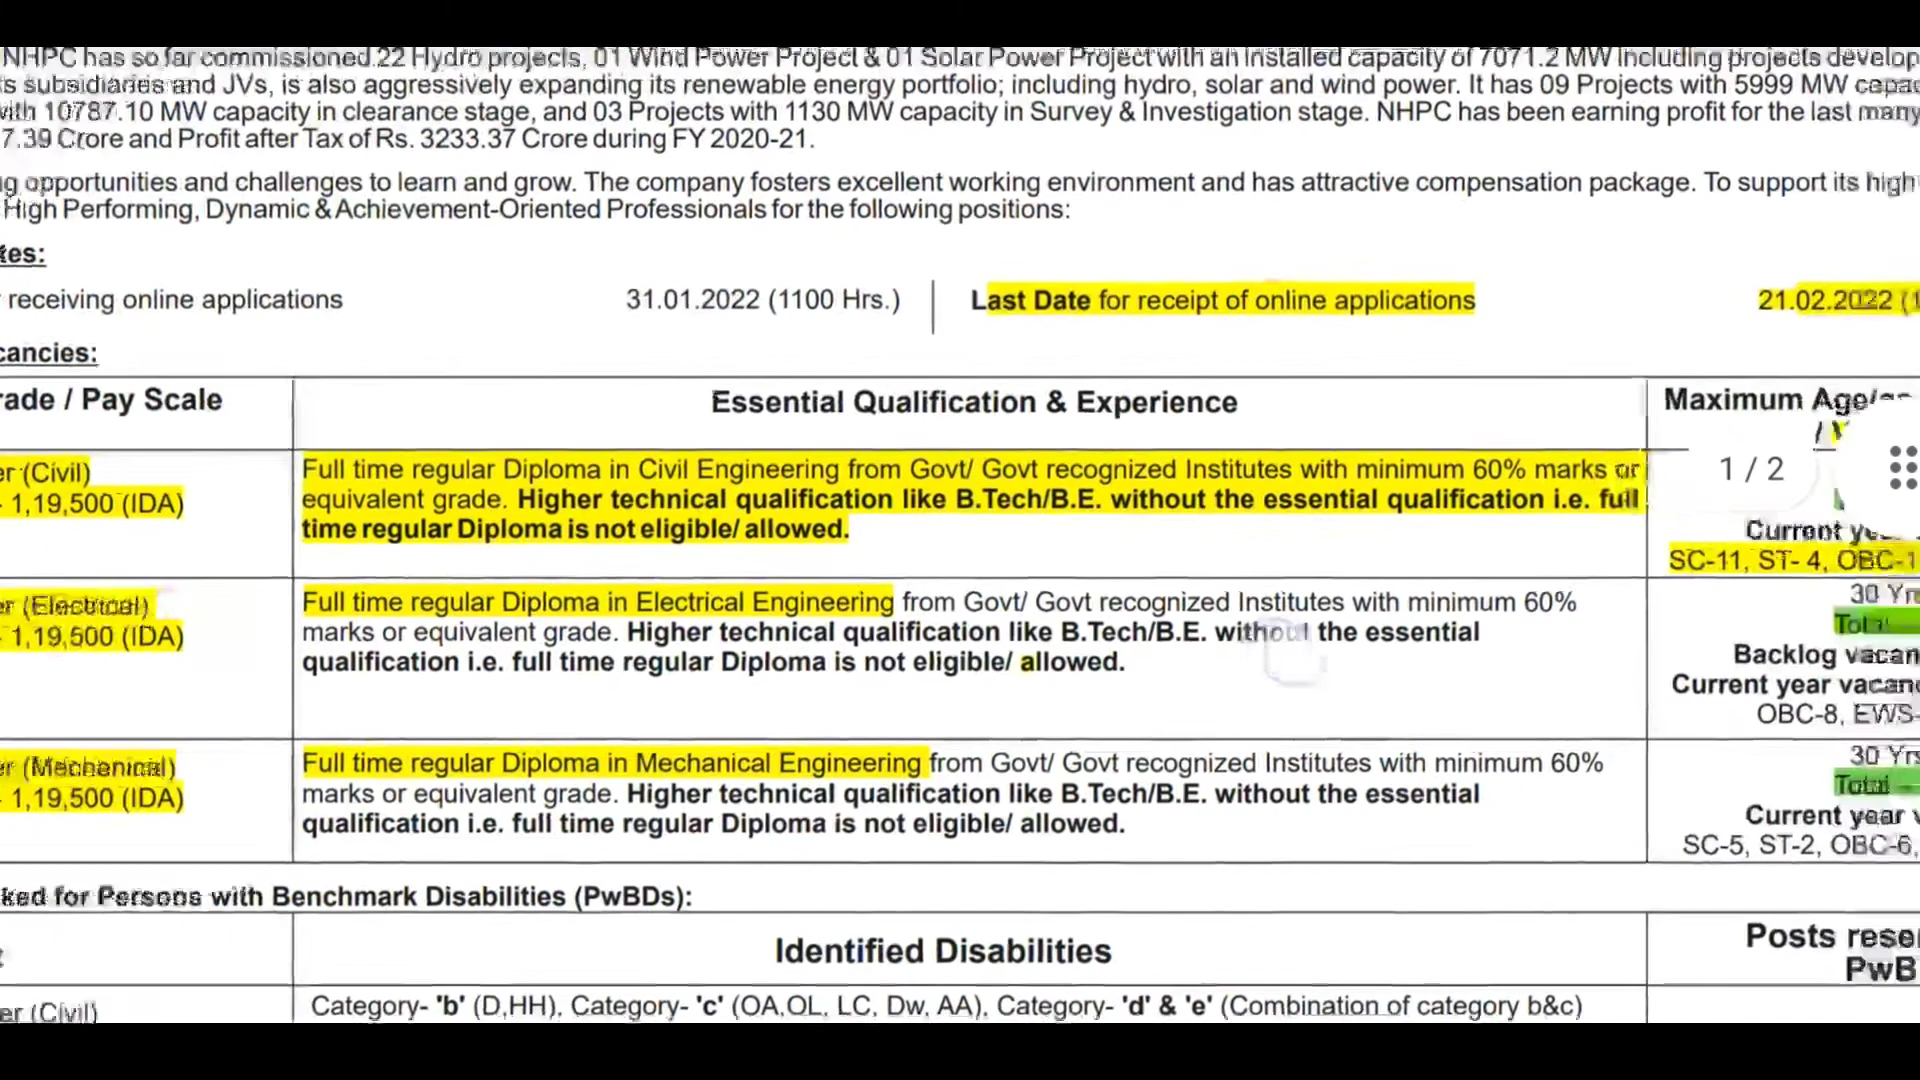 NHPC has so far commissioned 22 Hydro projects, 01 Wind Power Project & 01 Solar Power Project with an installed capacity of 7071.2 MW including projects develop
s subsidiaries and JVs, is also aggressively expanding its renewable energy portfolio; including hydro, solar and wind power. It has 09 Projects with 5999 MW capac
with 10787.10 MW capacity in clearance stage, and 03 Projects with 1130 MW capacity in Survey & Investigation stage. NHPC has been earning profit for the last many
7.39 Crore and Profit after Tax of Rs. 3233.37 Crore during FY 2020-21.
g opportunities and challenges to learn and grow. The company fosters excellent working environment and has attractive compensation package. To support its high
High Performing, Dynamic & Achievement-Oriented Professionals for the following positions:
tes:
receiving online applications 31.01.2022 (1100 Hrs.) Last Date for receipt of online applications 21.02.2022 (1
cancies:
rade / Pay Scale Essential Qualification & Experience Maximum Age/
er (Civil)
- 1,19,500 (IDA)
Full time regular Diploma in Civil Engineering from Govt/ Govt recognized Institutes with minimum 60% marks or
equivalent grade. Higher technical qualification like B.Tech/B.E. without the essential qualification i.e. full
time regular Diploma is not eligible/ allowed.
1 / 2
Current
SC-11, ST- 4, OBC-1
er (Electrical)
- 1,19,500 (IDA)
Full time regular Diploma in Electrical Engineering from Govt/ Govt recognized Institutes with minimum 60%
marks or equivalent grade. Higher technical qualification like B.Tech/B.E. without the essential
qualification i.e. full time regular Diploma is not eligible/ allowed.
30 Yrs
Total
Backlog vacan
Current year vacanc
OBC-8, EWS-
er (Mechanical)
- 1,19,500 (IDA)
Full time regular Diploma in Mechanical Engineering from Govt/ Govt recognized Institutes with minimum 60%
marks or equivalent grade. Higher technical qualification like B.Tech/B.E. without the essential
qualification i.e. full time regular Diploma is not eligible/ allowed.
30 Yrs
Total
Current year v
SC-5, ST-2, OBC-6,
ked for Persons with Benchmark Disabilities (PwBDs):
Identified Disabilities
Posts rese
PwB
er (Civil)
Category- 'b' (D,HH), Category- 'c' (OA,OL, LC, Dw, AA), Category- 'd' & 'e' (Combination of category b&c)